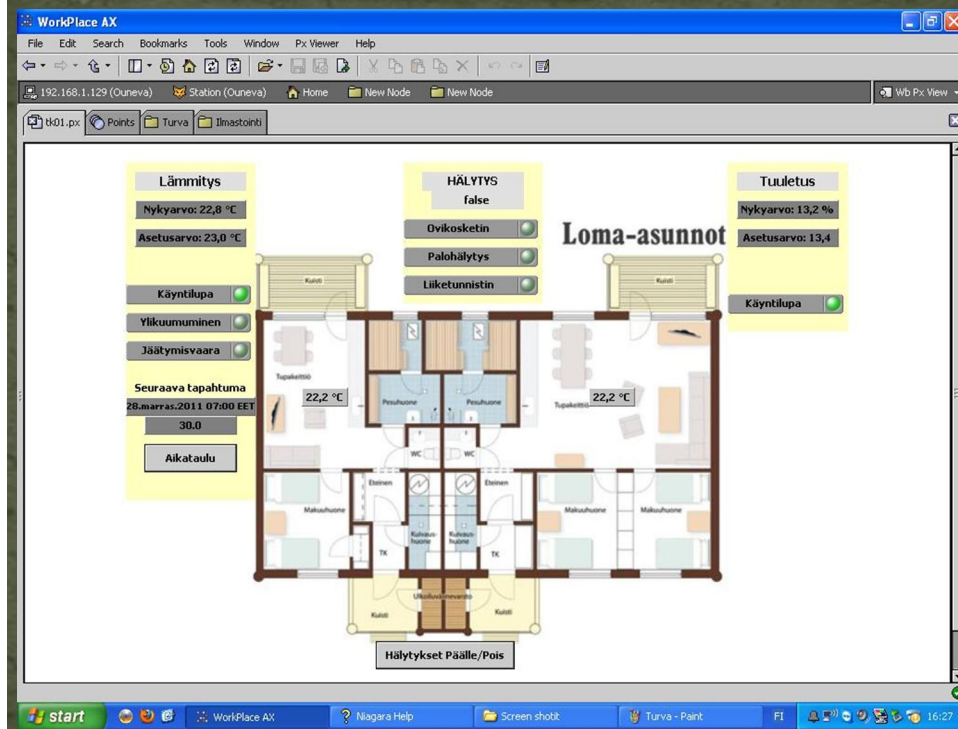 WorkPlace AX
File Edit Search Bookmarks Tools Window Px Viewer Help
192.168.1.129 (Ouneva) Station (Ouneva) Home New Node New Node Wb Px View
tk01.px Points Turva Ilmastointi
Lämmitys
Nykyarvo: 22,8 °C
Asetusarvo: 23,0 °C
Käyntilupa
Ylikuumuminen
Jäätymisvaara
Seuraava tapahtuma
28.marras.2011 07:00 EET
30.0
Aikataulu
HÄLYTYS
false
Ovikosketin
Palohälytys
Liiketunnistin
Loma-asunnot
Tuuletus
Nykyarvo: 13,2 %
Asetusarvo: 13,4
Käyntilupa
Kuisti
Kuisti
Tupakeittiö
22,2 °C
Pesuhuone
Pesuhuone
Tupakeittiö
22,2 °C
WC
WC
Eteinen
Eteinen
Makuuhuone
Kuivaus-
huone
Kuivaus-
huone
Makuuhuone
Makuuhuone
TK
TK
Ulkoiluvälinevarasto
Kuisti
Kuisti
Hälytykset Päälle/Pois
start WorkPlace AX Niagara Help Screen shotit Turva - Paint FI 16:27